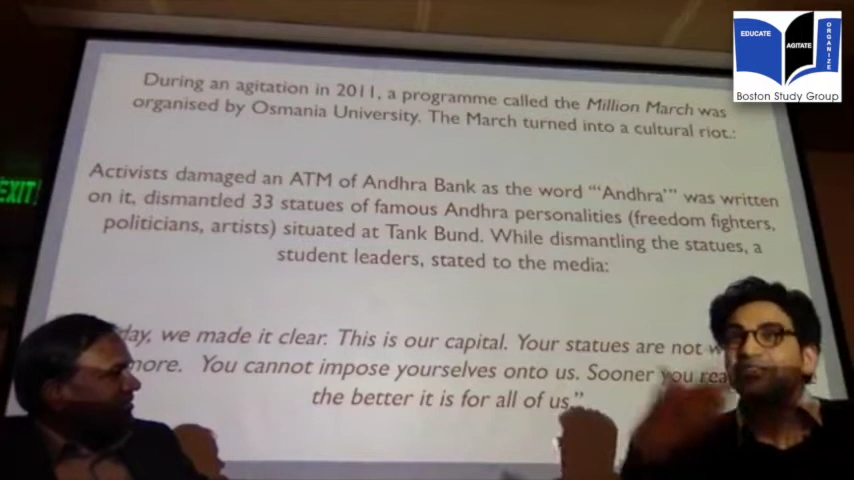 EDUCATE
AGITATE
ORGANIZE
Boston Study Group
EXIT
During an agitation in 2011, a programme called the Million March was
organised by Osmania University. The March turned into a cultural riot.:
Activists damaged an ATM of Andhra Bank as the word "'Andhra'" was written
on it, dismantled 33 statues of famous Andhra personalities (freedom fighters,
politicians, artists) situated at Tank Bund. While dismantling the statues, a
student leaders, stated to the media:
we made it clear. This is our capital. Your statues are not
more. You cannot impose yourselves onto us. Sooner you
the better it is for all of us."